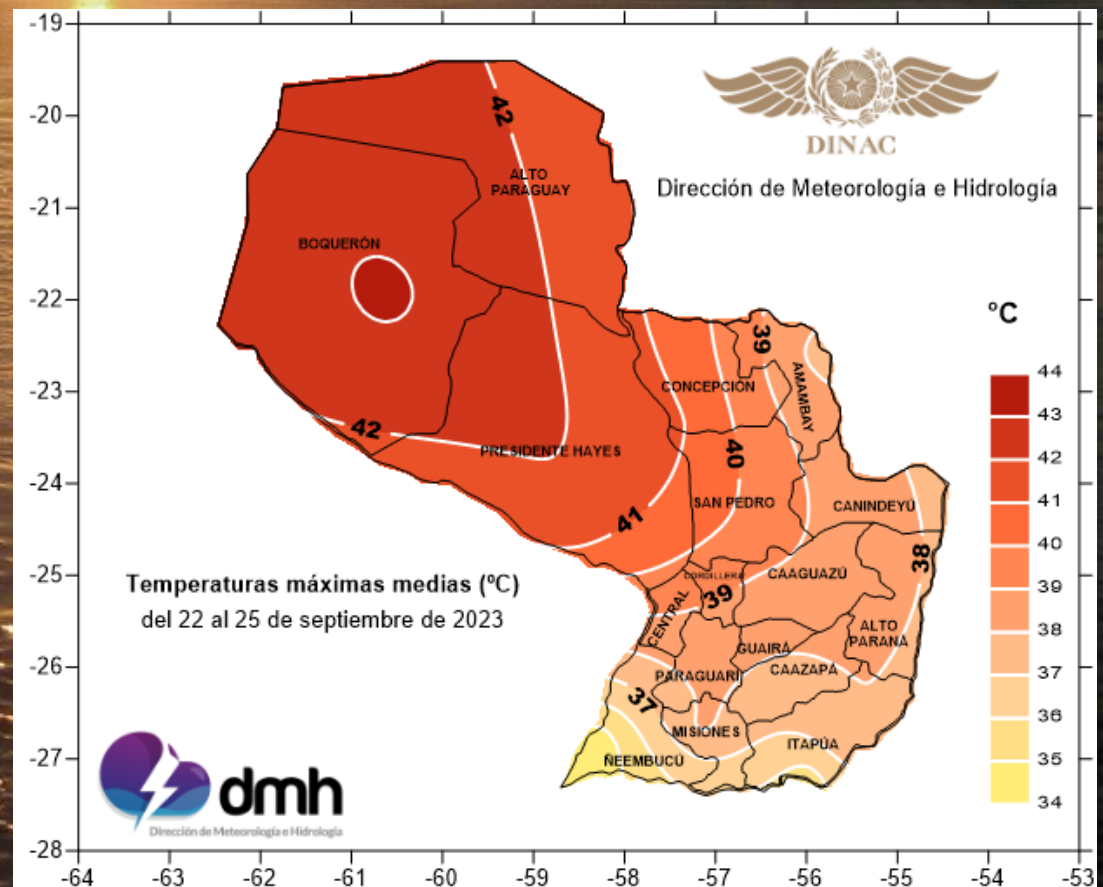 -19
-20
-21
-22
-23
-24
-25
-26
-27
-28
-64
-63
-62
-61
-60
-59
-58
-57
-56
-55
-54
-53
DINAC
Dirección de Meteorología e Hidrología
42
ALTO
PARAGUAY
BOQUERÓN
39
CONCEPCIÓN
AMAMBAY
42
PRESIDENTE HAYES
40
SAN PEDRO
CANINDEYÚ
41
38
CORDILLERA
CAAGUAZÚ
39
CENTRAL
ALTO
PARANÁ
GUAIRÁ
CAAZAPÁ
PARAGUARÍ
37
MISIONES
ITAPÚA
ÑEEMBUCÚ
°C
44
43
42
41
40
39
38
37
36
35
34
Temperaturas máximas medias (ºC)
del 22 al 25 de septiembre de 2023
dmh
Dirección de Meteorología e Hidrología